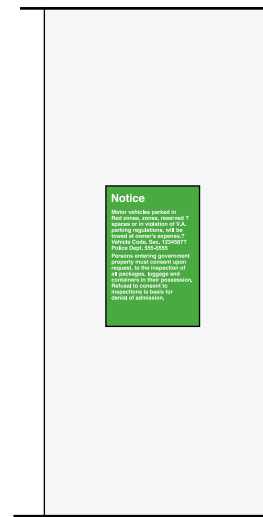 Notice
Motor vehicles parked in
Red zones, zones, reserved ?
spaces or in violation of V.A.
parking regulations, will be
towed at owner's expense.?
Vehicle Code. Sec. 1234567?
Police Dept. 555-5555
Persons entering government
property must consent upon
request, to the inspection of
all packages, luggage and
containers in their possession.
Refusal to consent to
inspections is basis for
denial of admission.